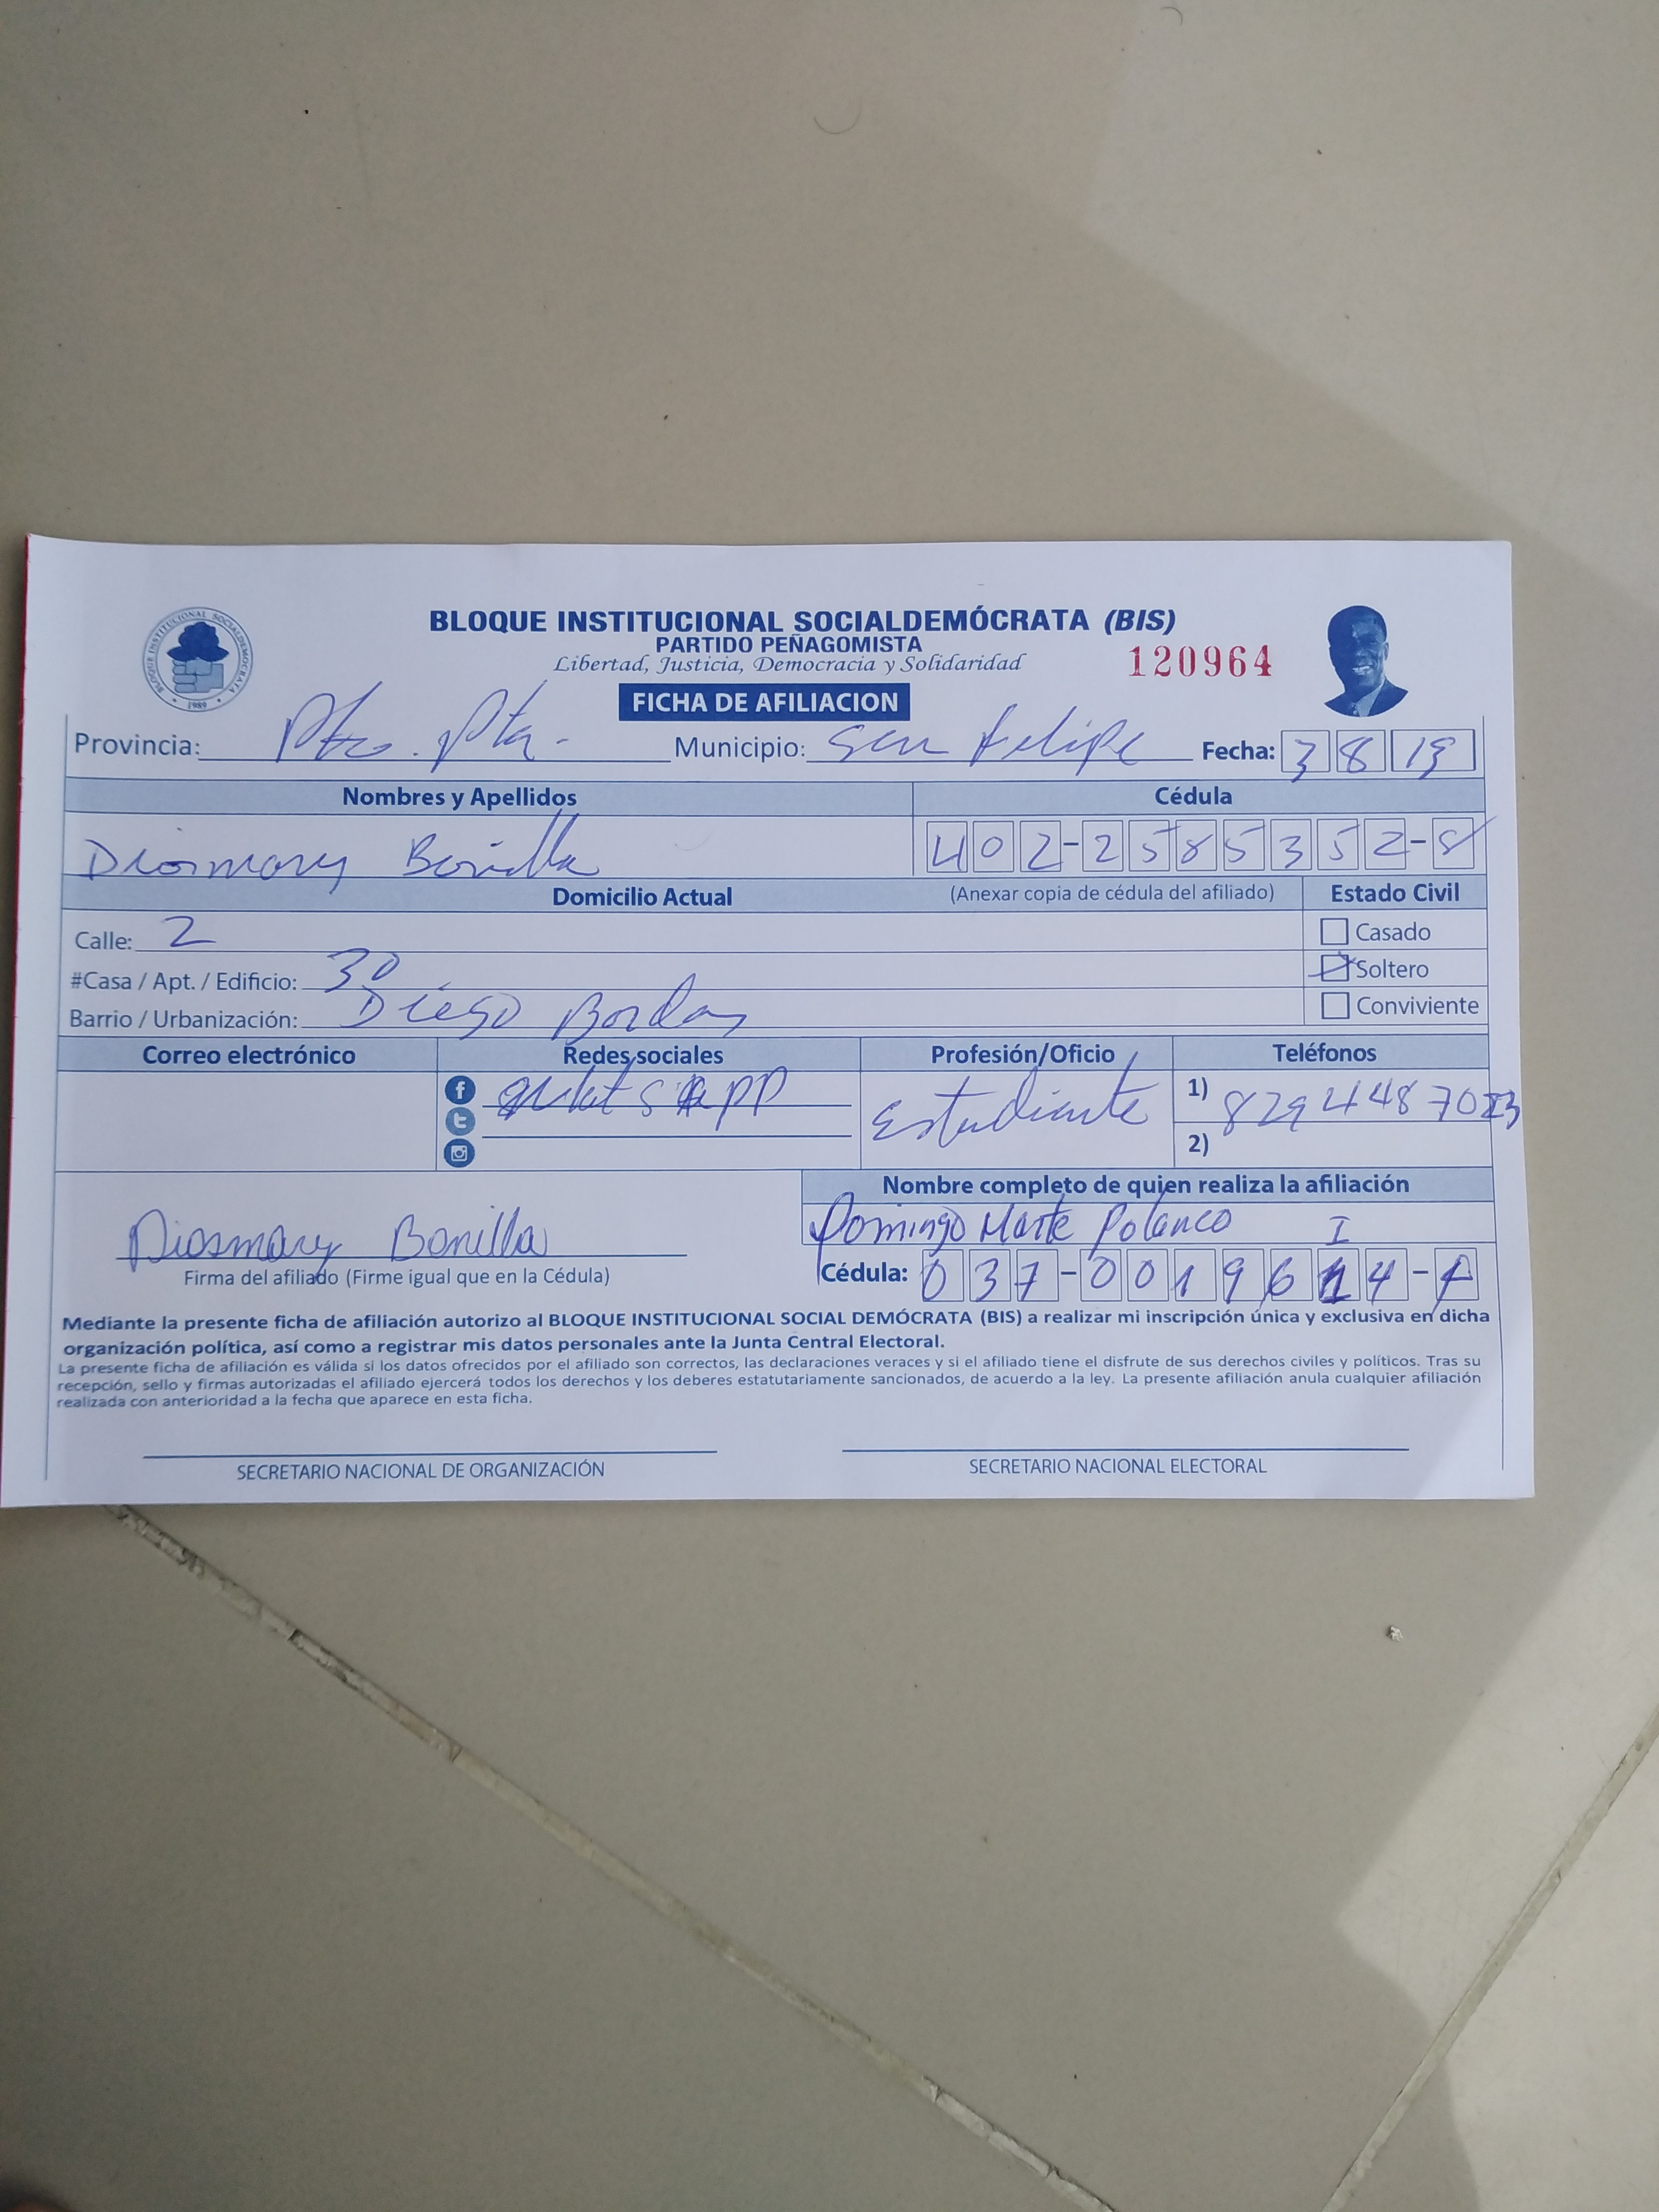 BLOQUE INSTITUCIONAL SOCIALDEMÓCRATA (BIS)
PARTIDO PEÑAGOMISTA
Libertad, Justicia, Democracia y Solidaridad
120964
BLOQUE INSTITUCIONAL SOCIALDEMOCRATA
1989
FICHA DE AFILIACION
Provincia: Pto. Pta. Municipio: San Felipe Fecha: 3 8 19
Nombres y Apellidos Cédula
Diosmary Bonilla 402-2585352-8
Domicilio Actual (Anexar copia de cédula del afiliado) Estado Civil
Calle: 2 Casado
#Casa / Apt. / Edificio: 30 Soltero
Barrio / Urbanización: Diego Bordas Conviviente
Correo electrónico Redes sociales Profesión/Oficio Teléfonos
Estudiante 1)
2)
Nombre completo de quien realiza la afiliación
Diosmary Bonilla Domingo Marte Polanco
Firma del afiliado (Firme igual que en la Cédula) Cédula: 037-0019614-
Mediante la presente ficha de afiliación autorizo al BLOQUE INSTITUCIONAL SOCIAL DEMÓCRATA (BIS) a realizar mi inscripción única y exclusiva en dicha
organización política, así como a registrar mis datos personales ante la Junta Central Electoral.
La presente ficha de afiliación es válida si los datos ofrecidos por el afiliado son correctos, las declaraciones veraces y si el afiliado tiene el disfrute de sus derechos civiles y políticos. Tras su
recepción, sello y firmas autorizadas el afiliado ejercerá todos los derechos y los deberes estatutariamente sancionados, de acuerdo a la ley. La presente afiliación anula cualquier afiliación
realizada con anterioridad a la fecha que aparece en esta ficha.
SECRETARIO NACIONAL DE ORGANIZACIÓN SECRETARIO NACIONAL ELECTORAL